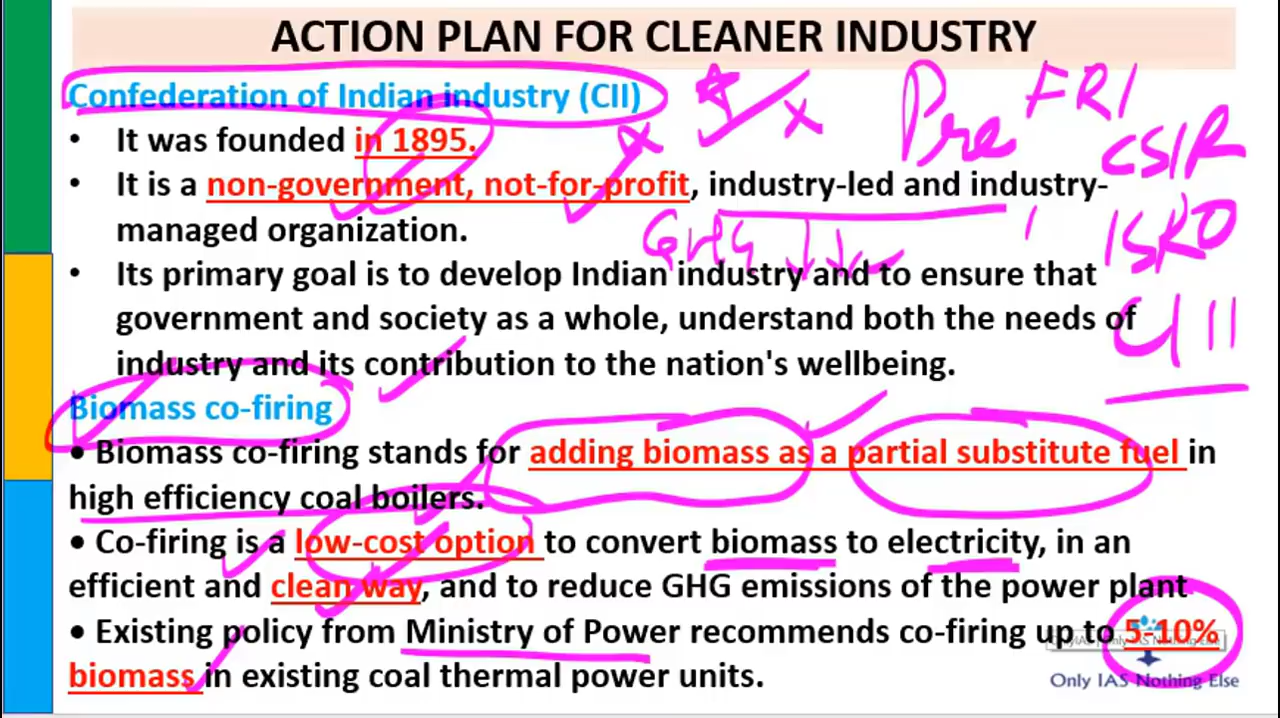 ACTION PLAN FOR CLEANER INDUSTRY
Confederation of Indian industry (CII)
• It was founded in 1895.
• It is a non-government, not-for-profit, industry-led and industry-
managed organization.
• Its primary goal is to develop Indian industry and to ensure that
government and society as a whole, understand both the needs of
industry and its contribution to the nation's wellbeing.
Biomass co-firing
• Biomass co-firing stands for adding biomass as a partial substitute fuel in
high efficiency coal boilers.
• Co-firing is a low-cost option to convert biomass to electricity, in an
efficient and clean way, and to reduce GHG emissions of the power plant
• Existing policy from Ministry of Power recommends co-firing up to 5-10%
biomass in existing coal thermal power units.
Pre
FRI
CSIR
ISRO
CII
GHG
Only IAS Nothing Else